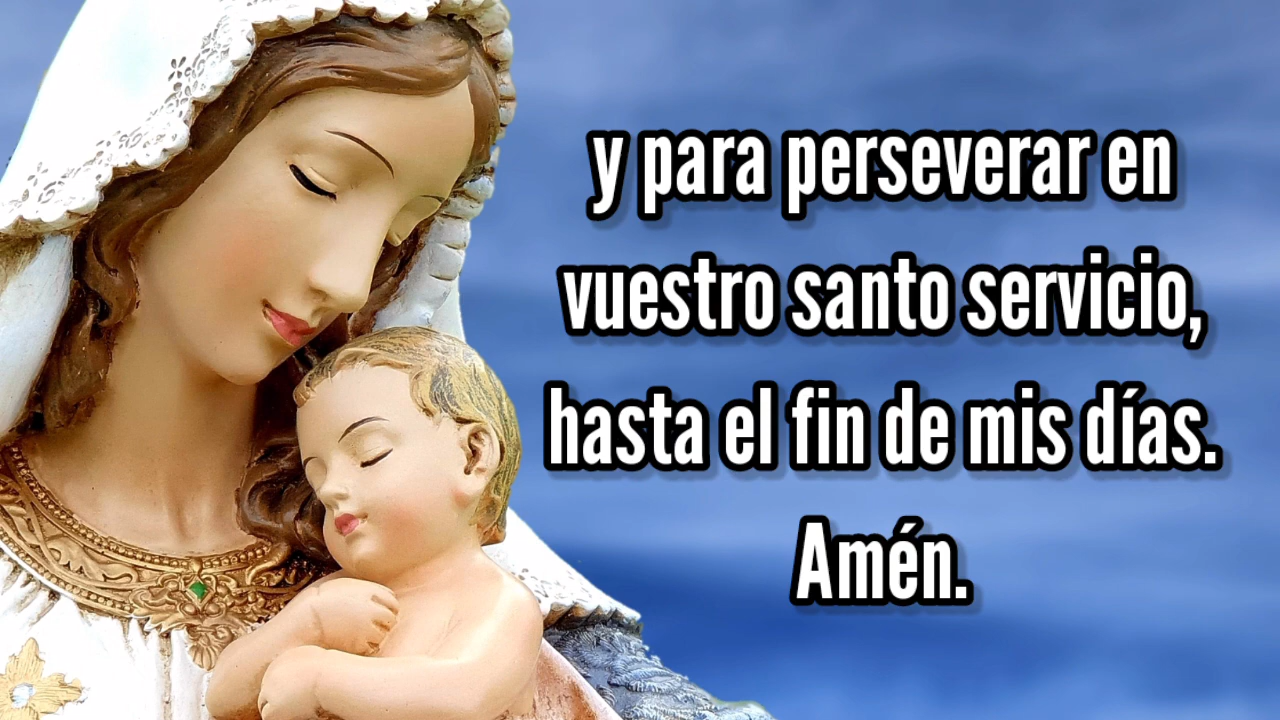 y para perseverar en
vuestro santo servicio,
hasta el fin de mis días.
Amén.